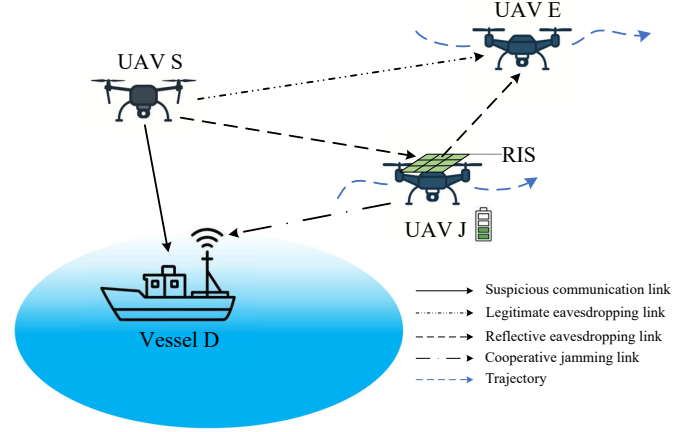 UAV E
UAV S
RIS
UAV J
Vessel D
Suspicious communication link
Legitimate eavesdropping link
Reflective eavesdropping link
Cooperative jamming link
Trajectory